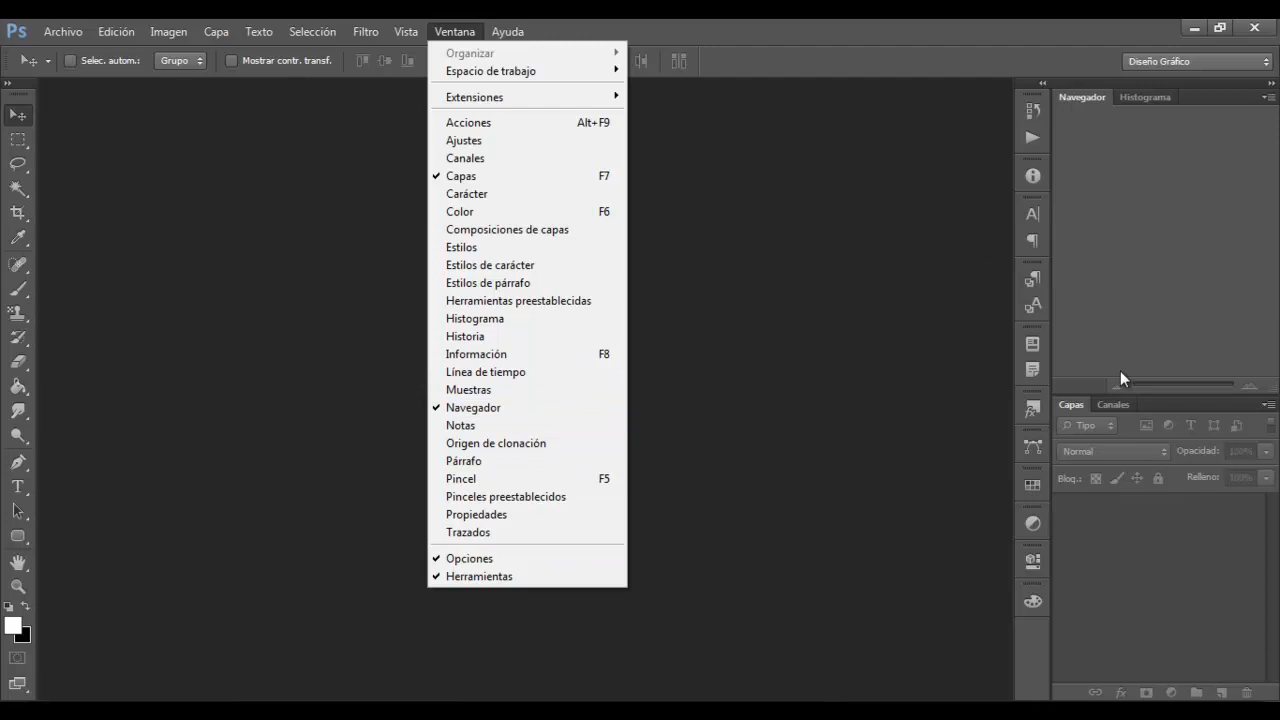 Ps Archivo Edición Imagen Capa Texto Selección Filtro Vista Ventana Ayuda
Selec. autom.: Grupo Mostrar contr. transf. Diseño Gráfico
Organizar
Espacio de trabajo
Extensiones
Acciones Alt+F9
Ajustes
Canales
Capas F7
Carácter
Color F6
Composiciones de capas
Estilos
Estilos de carácter
Estilos de párrafo
Herramientas preestablecidas
Histograma
Historia
Información F8
Línea de tiempo
Muestras
Navegador
Notas
Origen de clonación
Párrafo
Pincel F5
Pinceles preestablecidos
Propiedades
Trazados
Opciones
Herramientas
Navegador Histograma
Capas Canales
Tipo
Normal Opacidad: 100%
Bloq.: Relleno: 100%